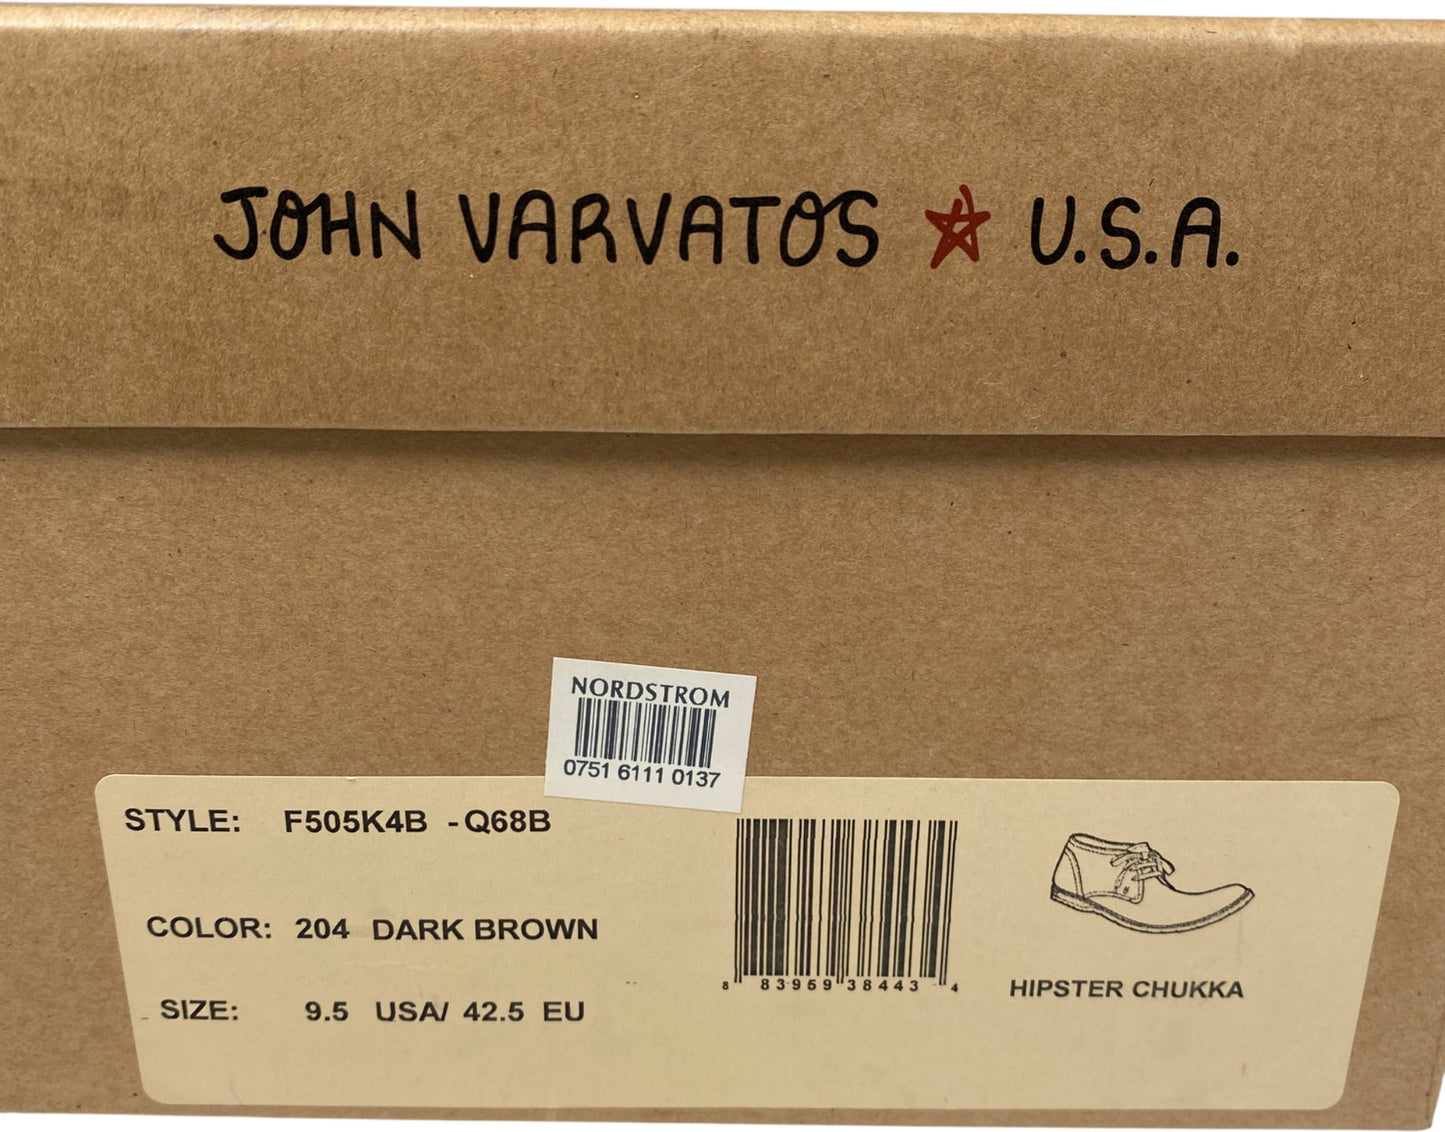 JOHN VARVATOS ★ U.S.A.
NORDSTROM
0751 6111 0137
STYLE: F505K4B -Q68B
COLOR: 204 DARK BROWN
SIZE: 9.5 USA/ 42.5 EU
8 83959 38443 4
HIPSTER CHUKKA